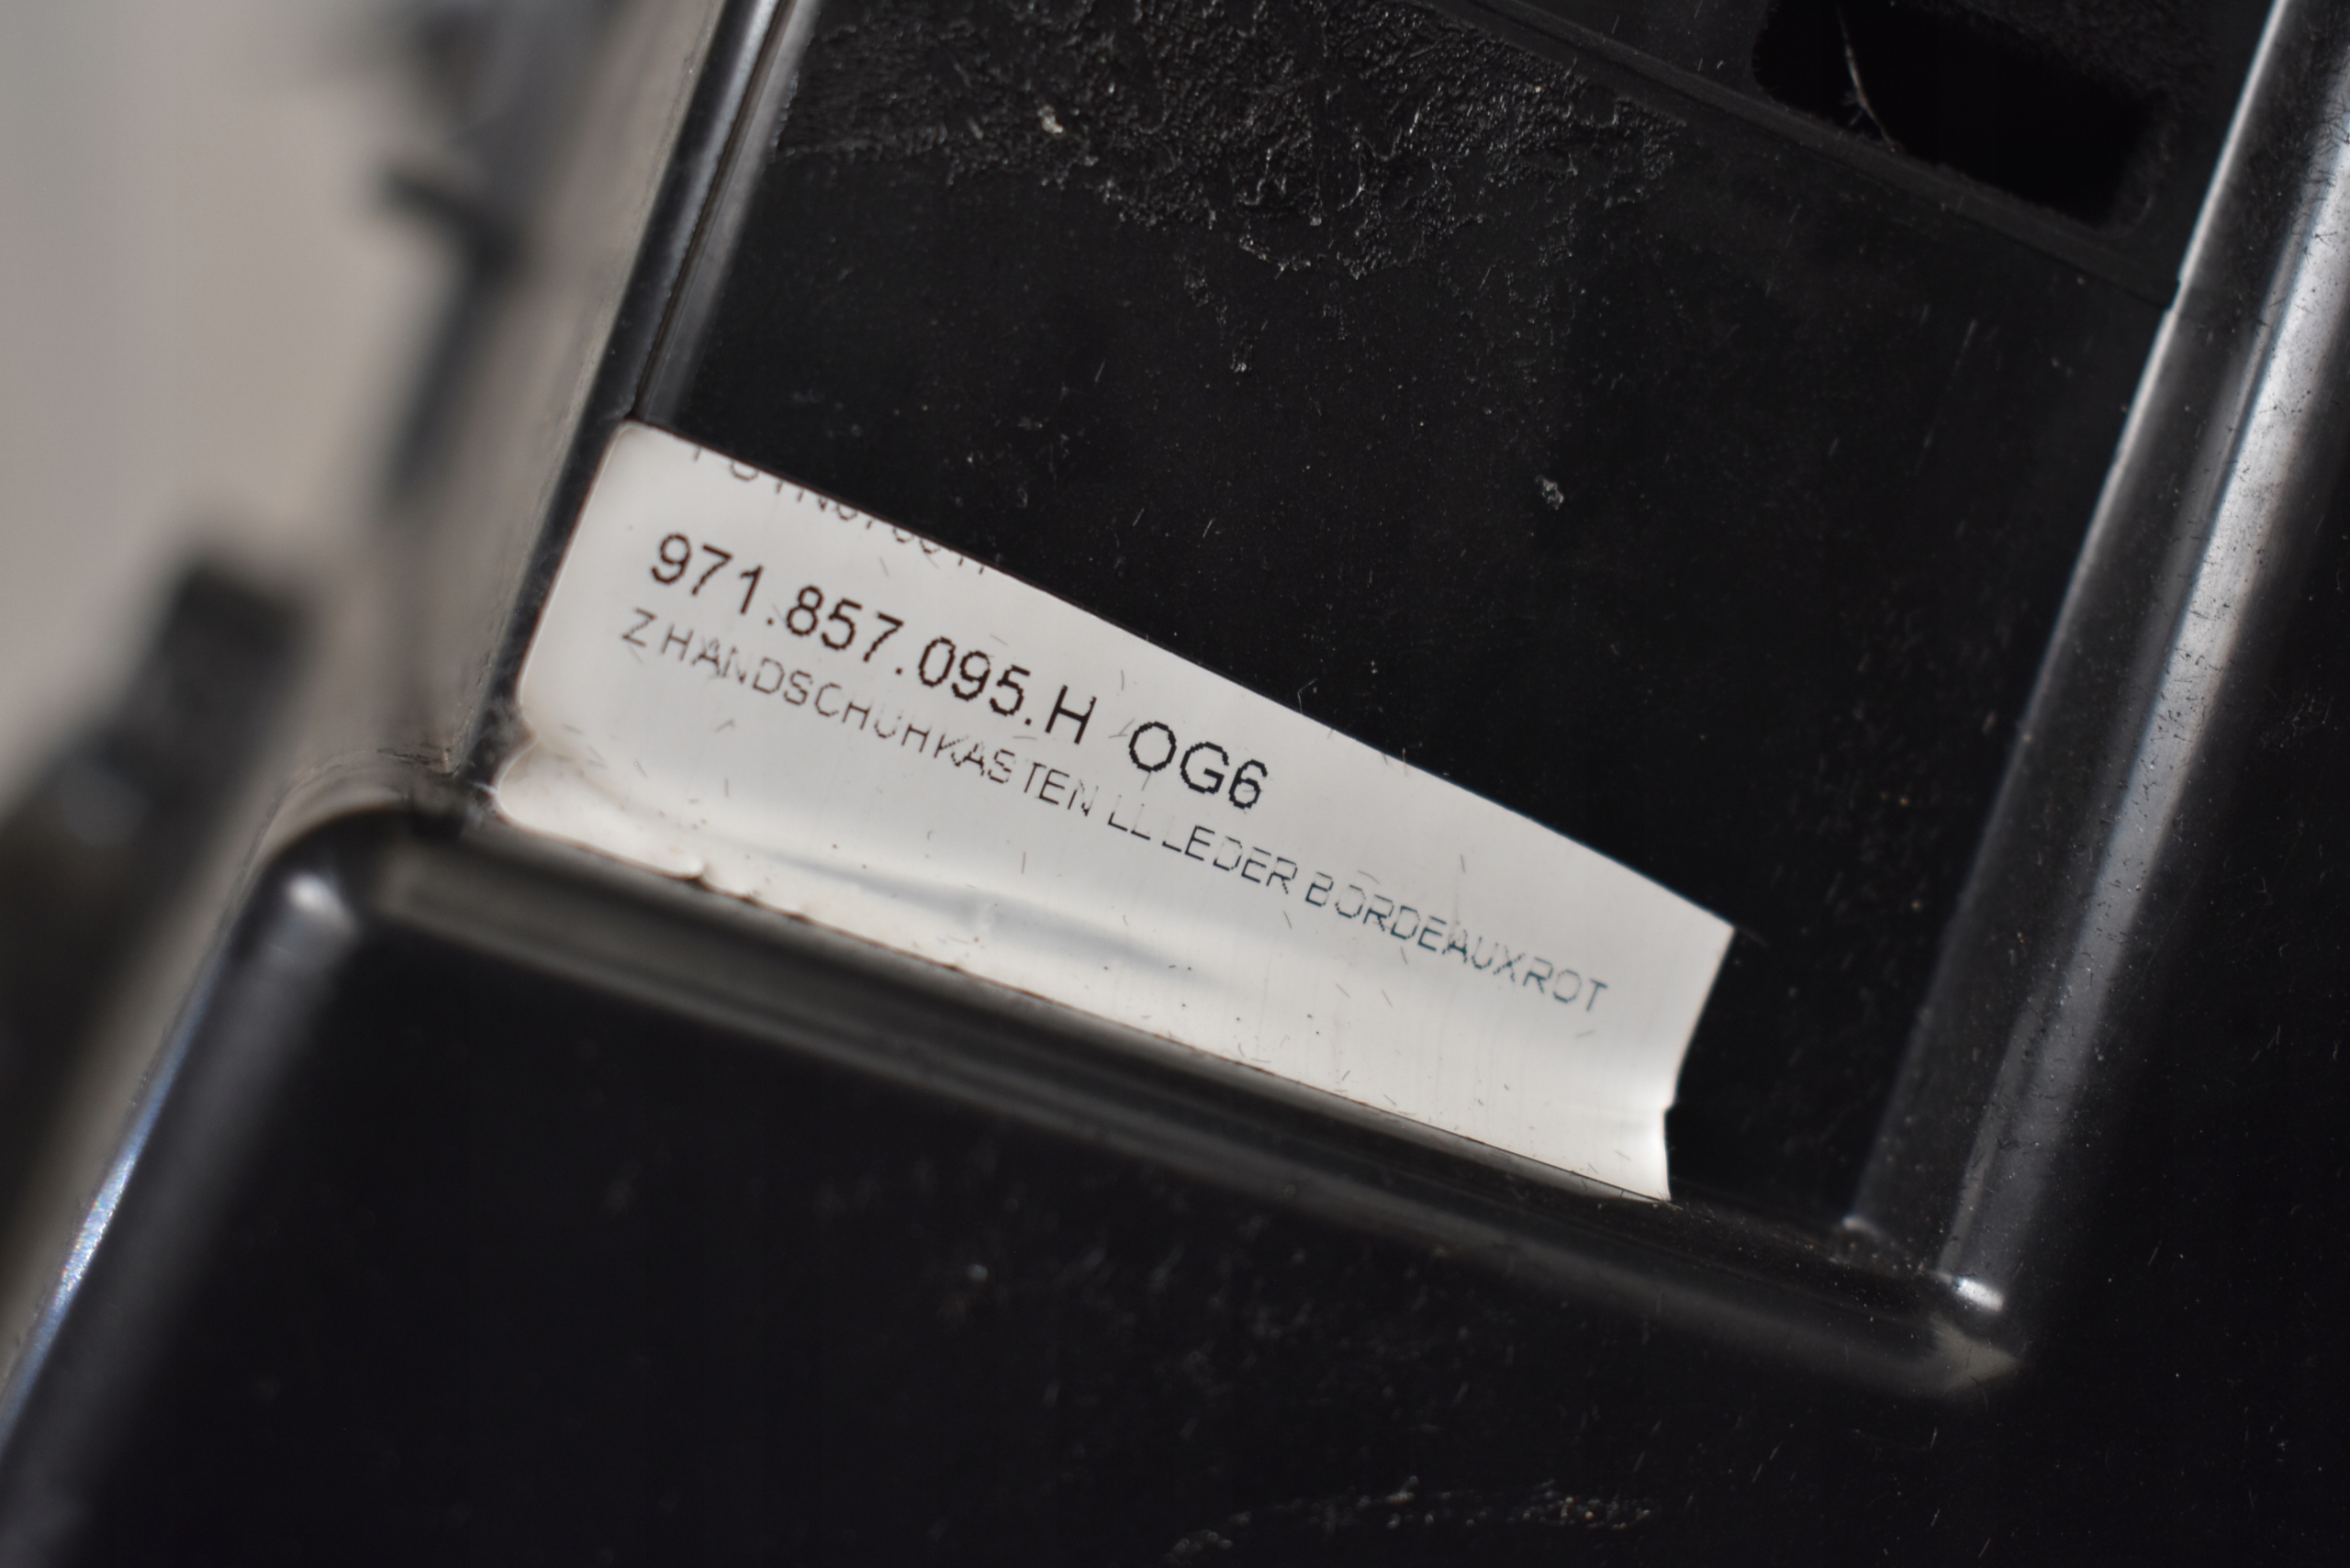 971.857.095.H OG6
Z HANDSCHUHKASTEN LL LEDER BORDEAUXROT